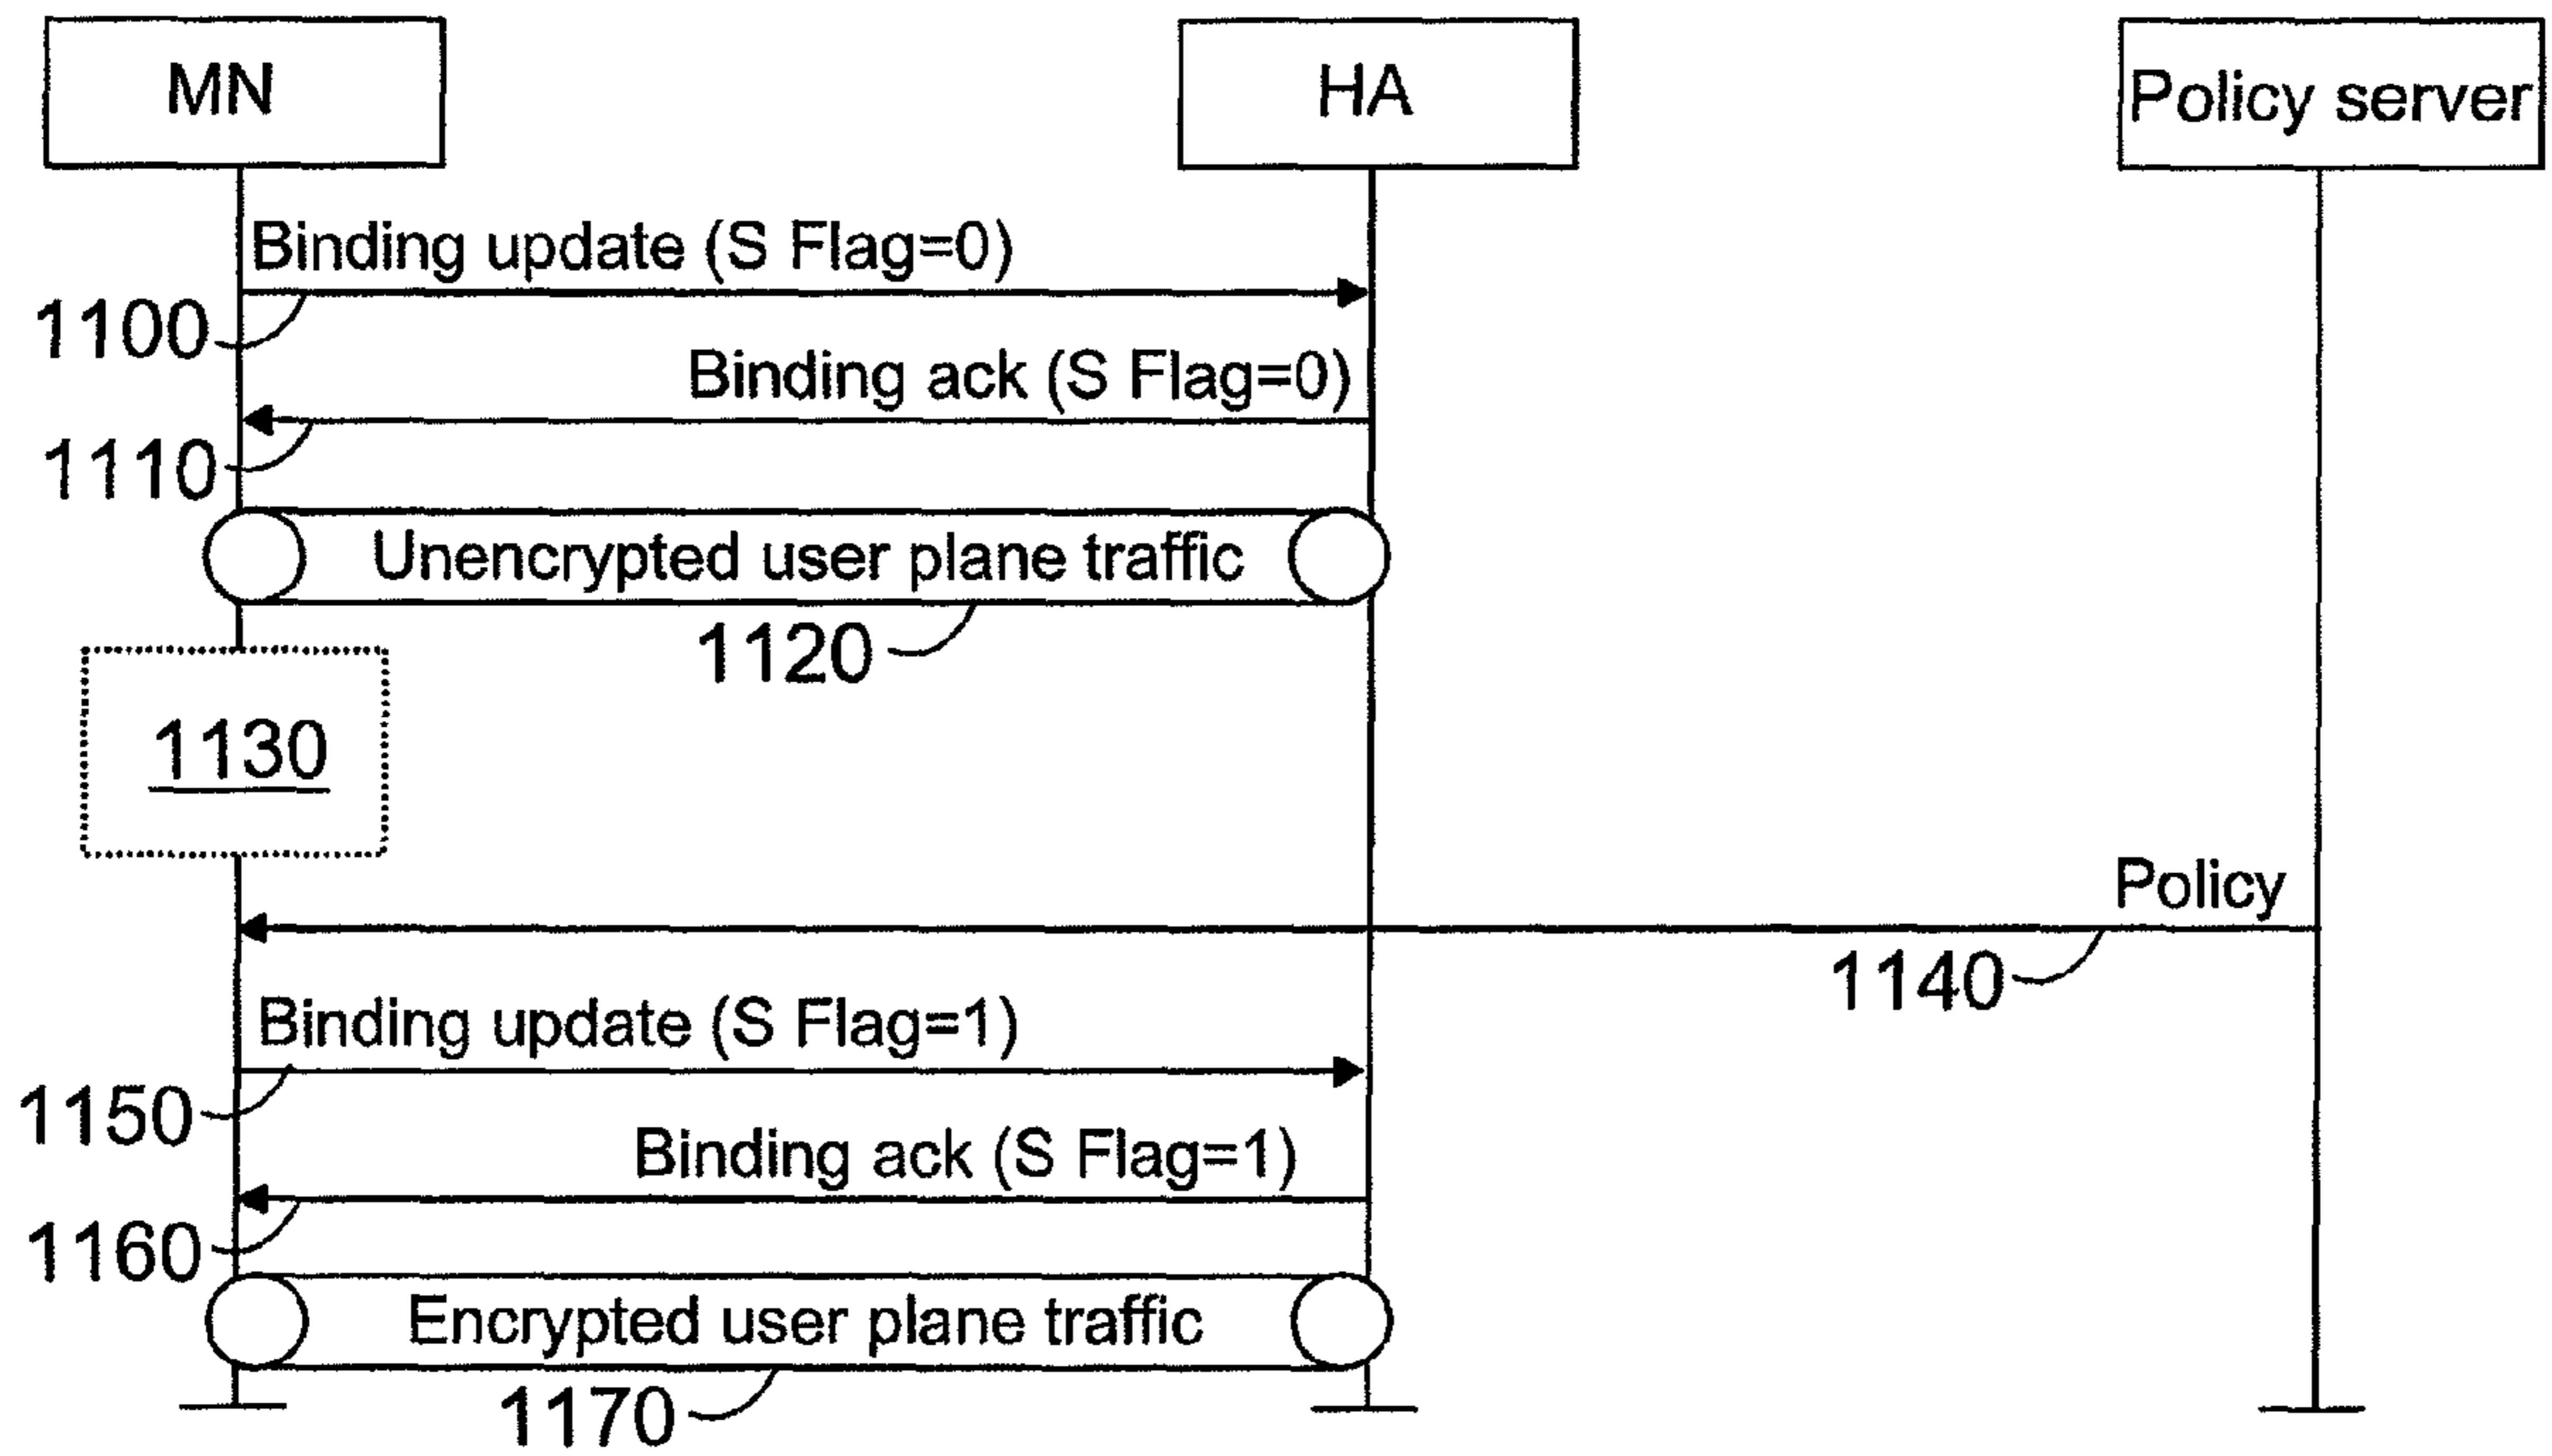 MN
HA
Policy server
Binding update (S Flag=0)
1100
Binding ack (S Flag=0)
1110
Unencrypted user plane traffic
1120
1130
Policy
1140
Binding update (S Flag=1)
1150
Binding ack (S Flag=1)
1160
Encrypted user plane traffic
1170